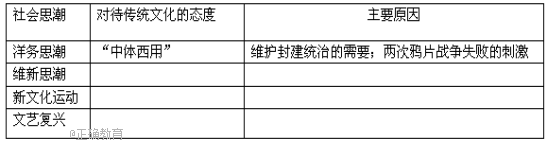 社会思潮 对待传统文化的态度 主要原因
洋务思潮 “中体西用” 维护封建统治的需要；两次鸦片战争失败的刺激
维新思潮
新文化运动
文艺复兴
@正确教育